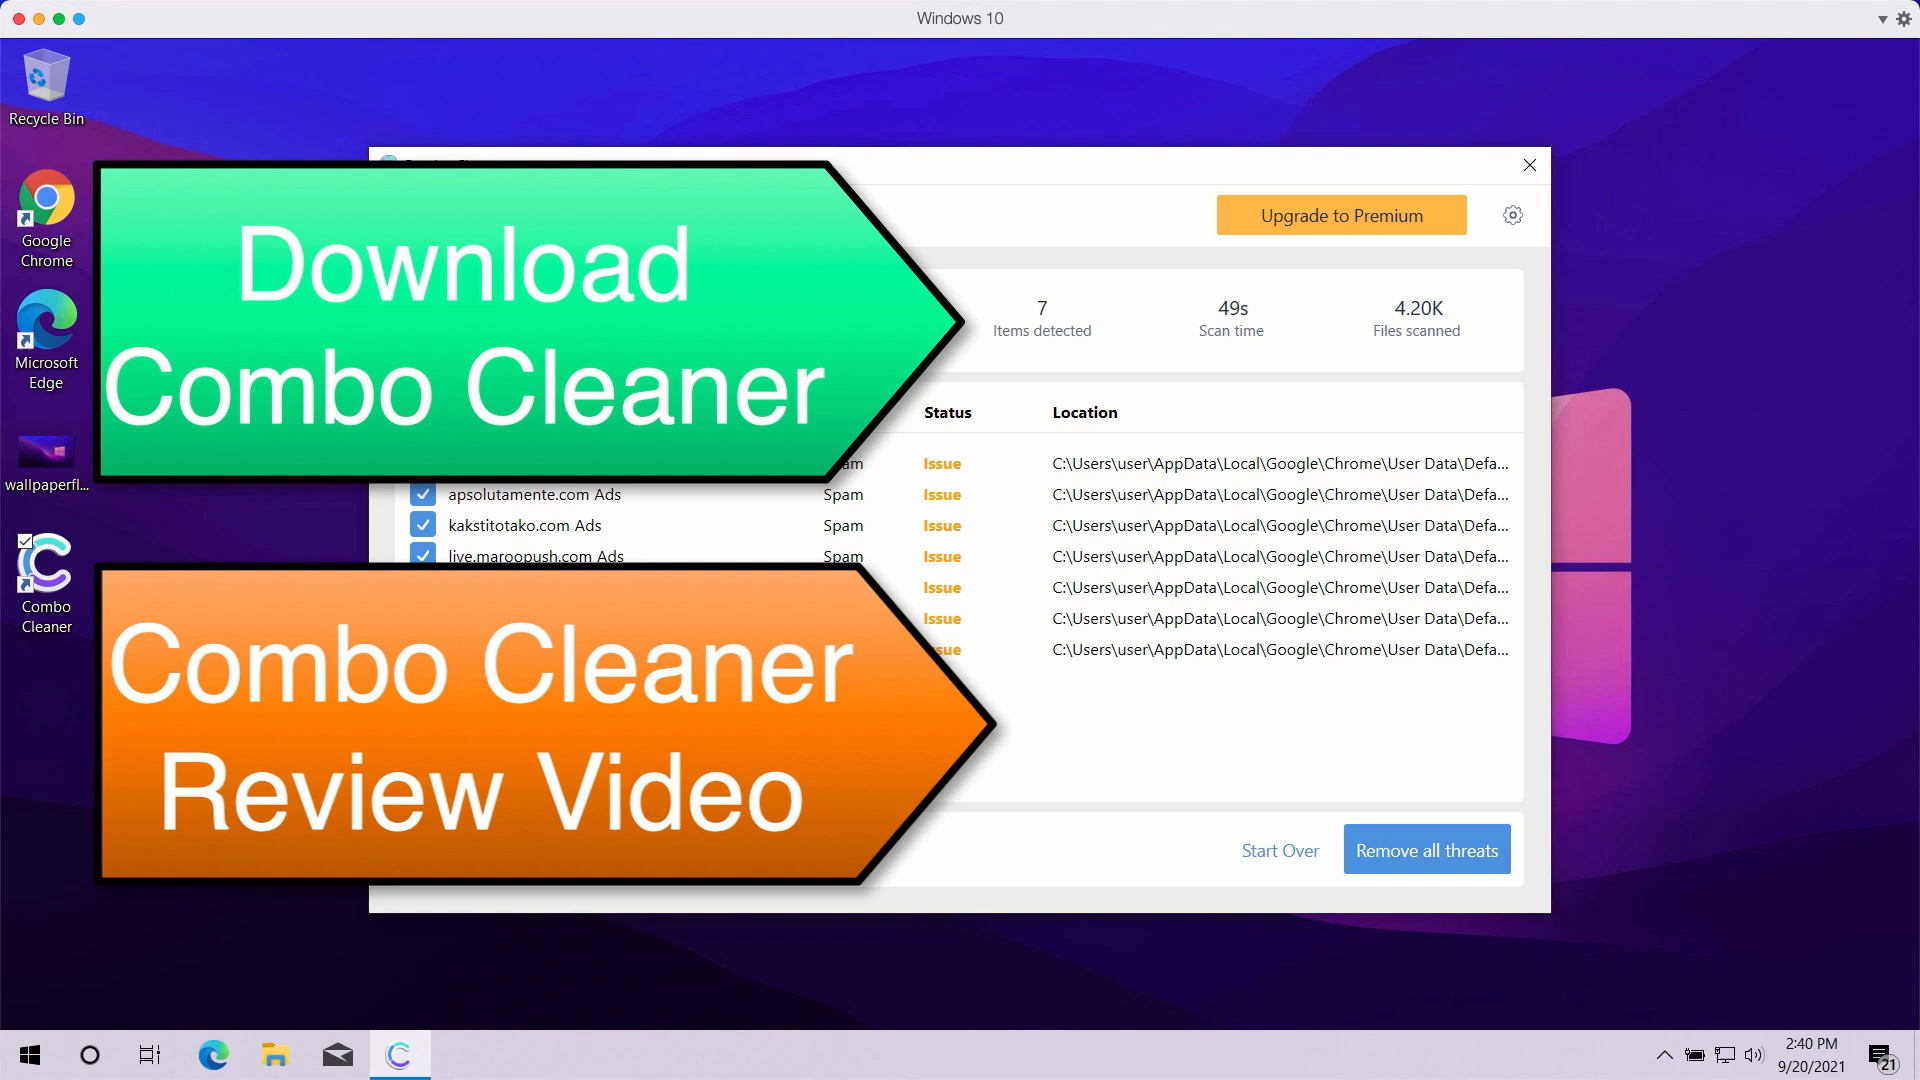 Windows 10
Recycle Bin
Google
Chrome
Microsoft
Edge
wallpaperfl...
Combo
Cleaner
Download
Combo Cleaner
Upgrade to Premium
7
Items detected
49s
Scan time
4.20K
Files scanned
Status Location
Issue C:\Users\user\AppData\Local\Google\Chrome\User Data\Defa...
apsolutamente.com Ads Spam Issue C:\Users\user\AppData\Local\Google\Chrome\User Data\Defa...
kakstitotako.com Ads Spam Issue C:\Users\user\AppData\Local\Google\Chrome\User Data\Defa...
live.maroopush.com Ads Spam Issue C:\Users\user\AppData\Local\Google\Chrome\User Data\Defa...
Issue C:\Users\user\AppData\Local\Google\Chrome\User Data\Defa...
Issue C:\Users\user\AppData\Local\Google\Chrome\User Data\Defa...
C:\Users\user\AppData\Local\Google\Chrome\User Data\Defa...
Combo Cleaner
Review Video
Start Over
Remove all threats
2:40 PM
9/20/2021
21